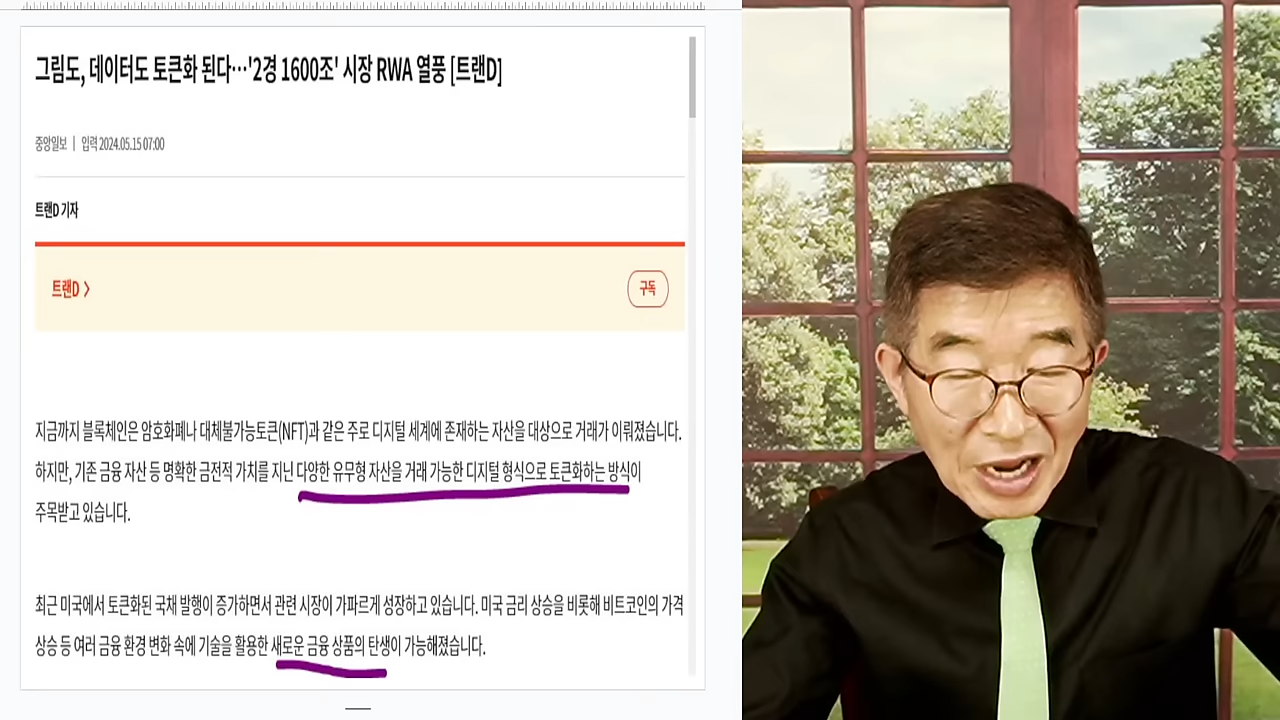 그림도, 데이터도 토큰화 된다…'2경 1600조' 시장 RWA 열풍 [트랜D]
중앙일보 | 입력 2024.05.15 07:00
트랜D 기자
트랜D >
구독
지금까지 블록체인은 암호화폐나 대체불가능토큰(NFT)과 같은 주로 디지털 세계에 존재하는 자산을 대상으로 거래가 이뤄졌습니다.
하지만, 기존 금융 자산 등 명확한 금전적 가치를 지닌 다양한 유무형 자산을 거래 가능한 디지털 형식으로 토큰화하는 방식이
주목받고 있습니다.
최근 미국에서 토큰화된 국채 발행이 증가하면서 관련 시장이 가파르게 성장하고 있습니다. 미국 금리 상승을 비롯해 비트코인의 가격
상승 등 여러 금융 환경 변화 속에 기술을 활용한 새로운 금융 상품의 탄생이 가능해졌습니다.